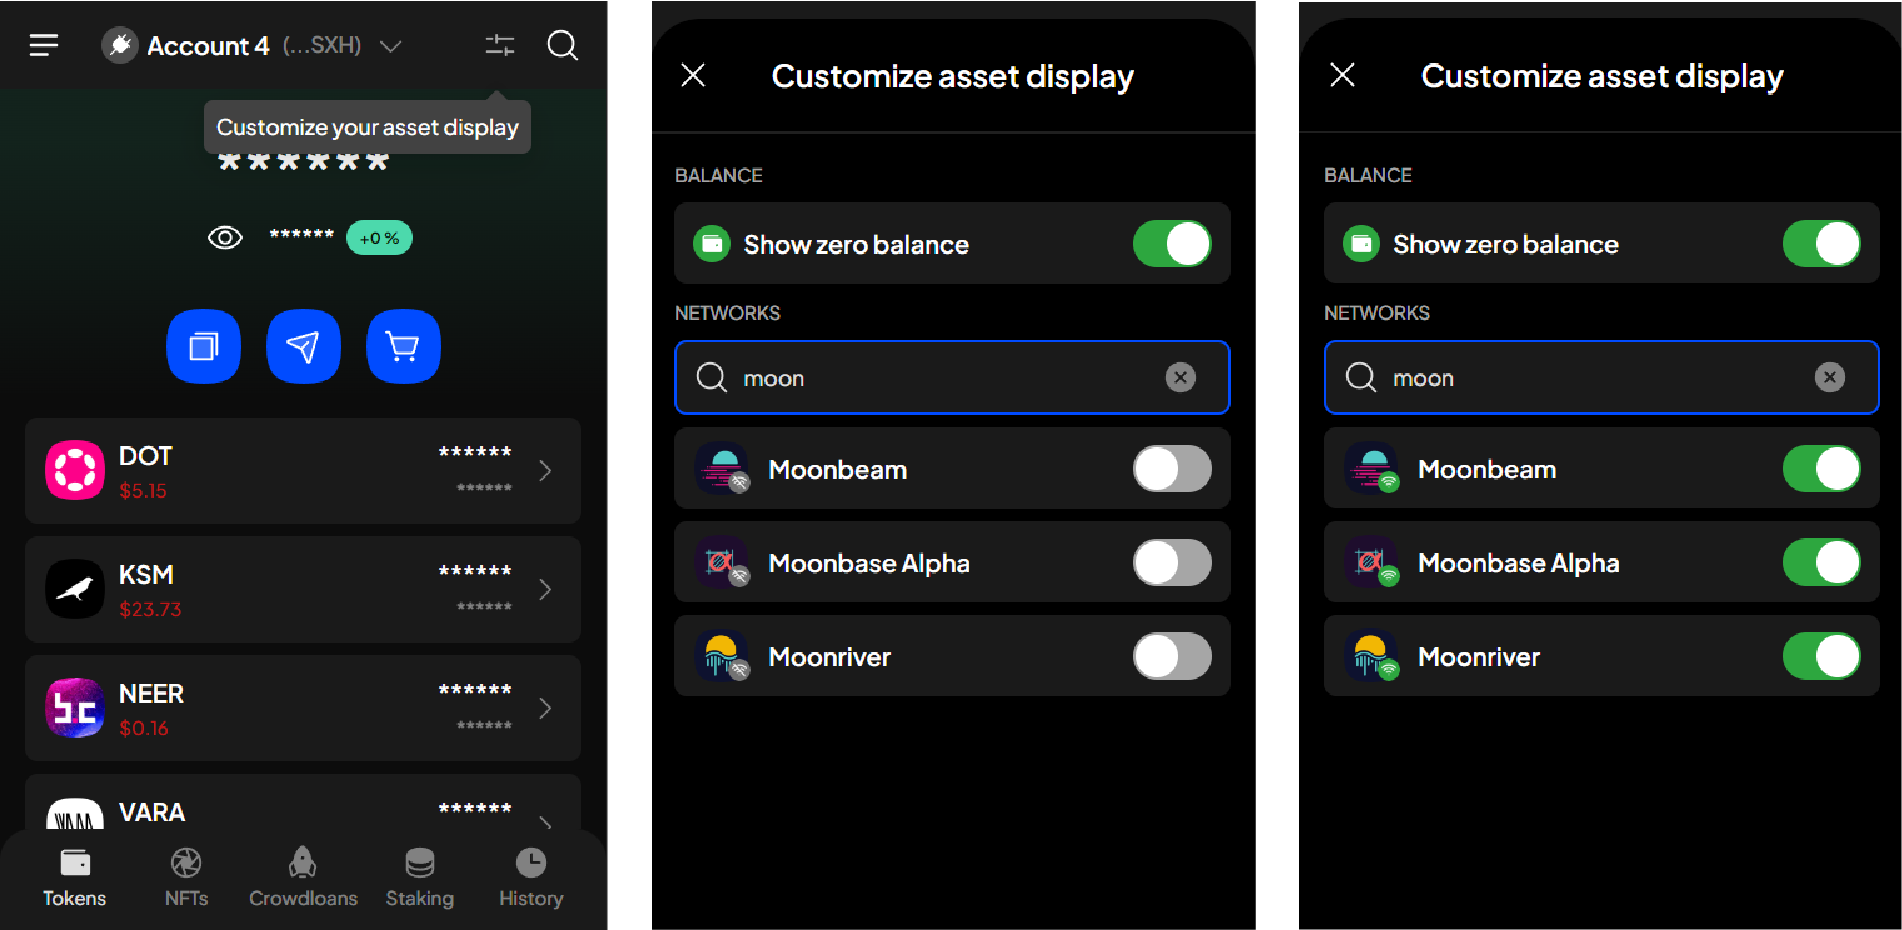 Account 4 (...SXH)
Customize your asset display
******
****** +0 %
DOT ******
$5.15 ******
KSM ******
$23.73 ******
NEER ******
$0.16 ******
VARA ******
Tokens NFTs Crowdloans Staking History
Customize asset display
BALANCE
Show zero balance
NETWORKS
moon
Moonbeam
Moonbase Alpha
Moonriver
Customize asset display
BALANCE
Show zero balance
NETWORKS
moon
Moonbeam
Moonbase Alpha
Moonriver